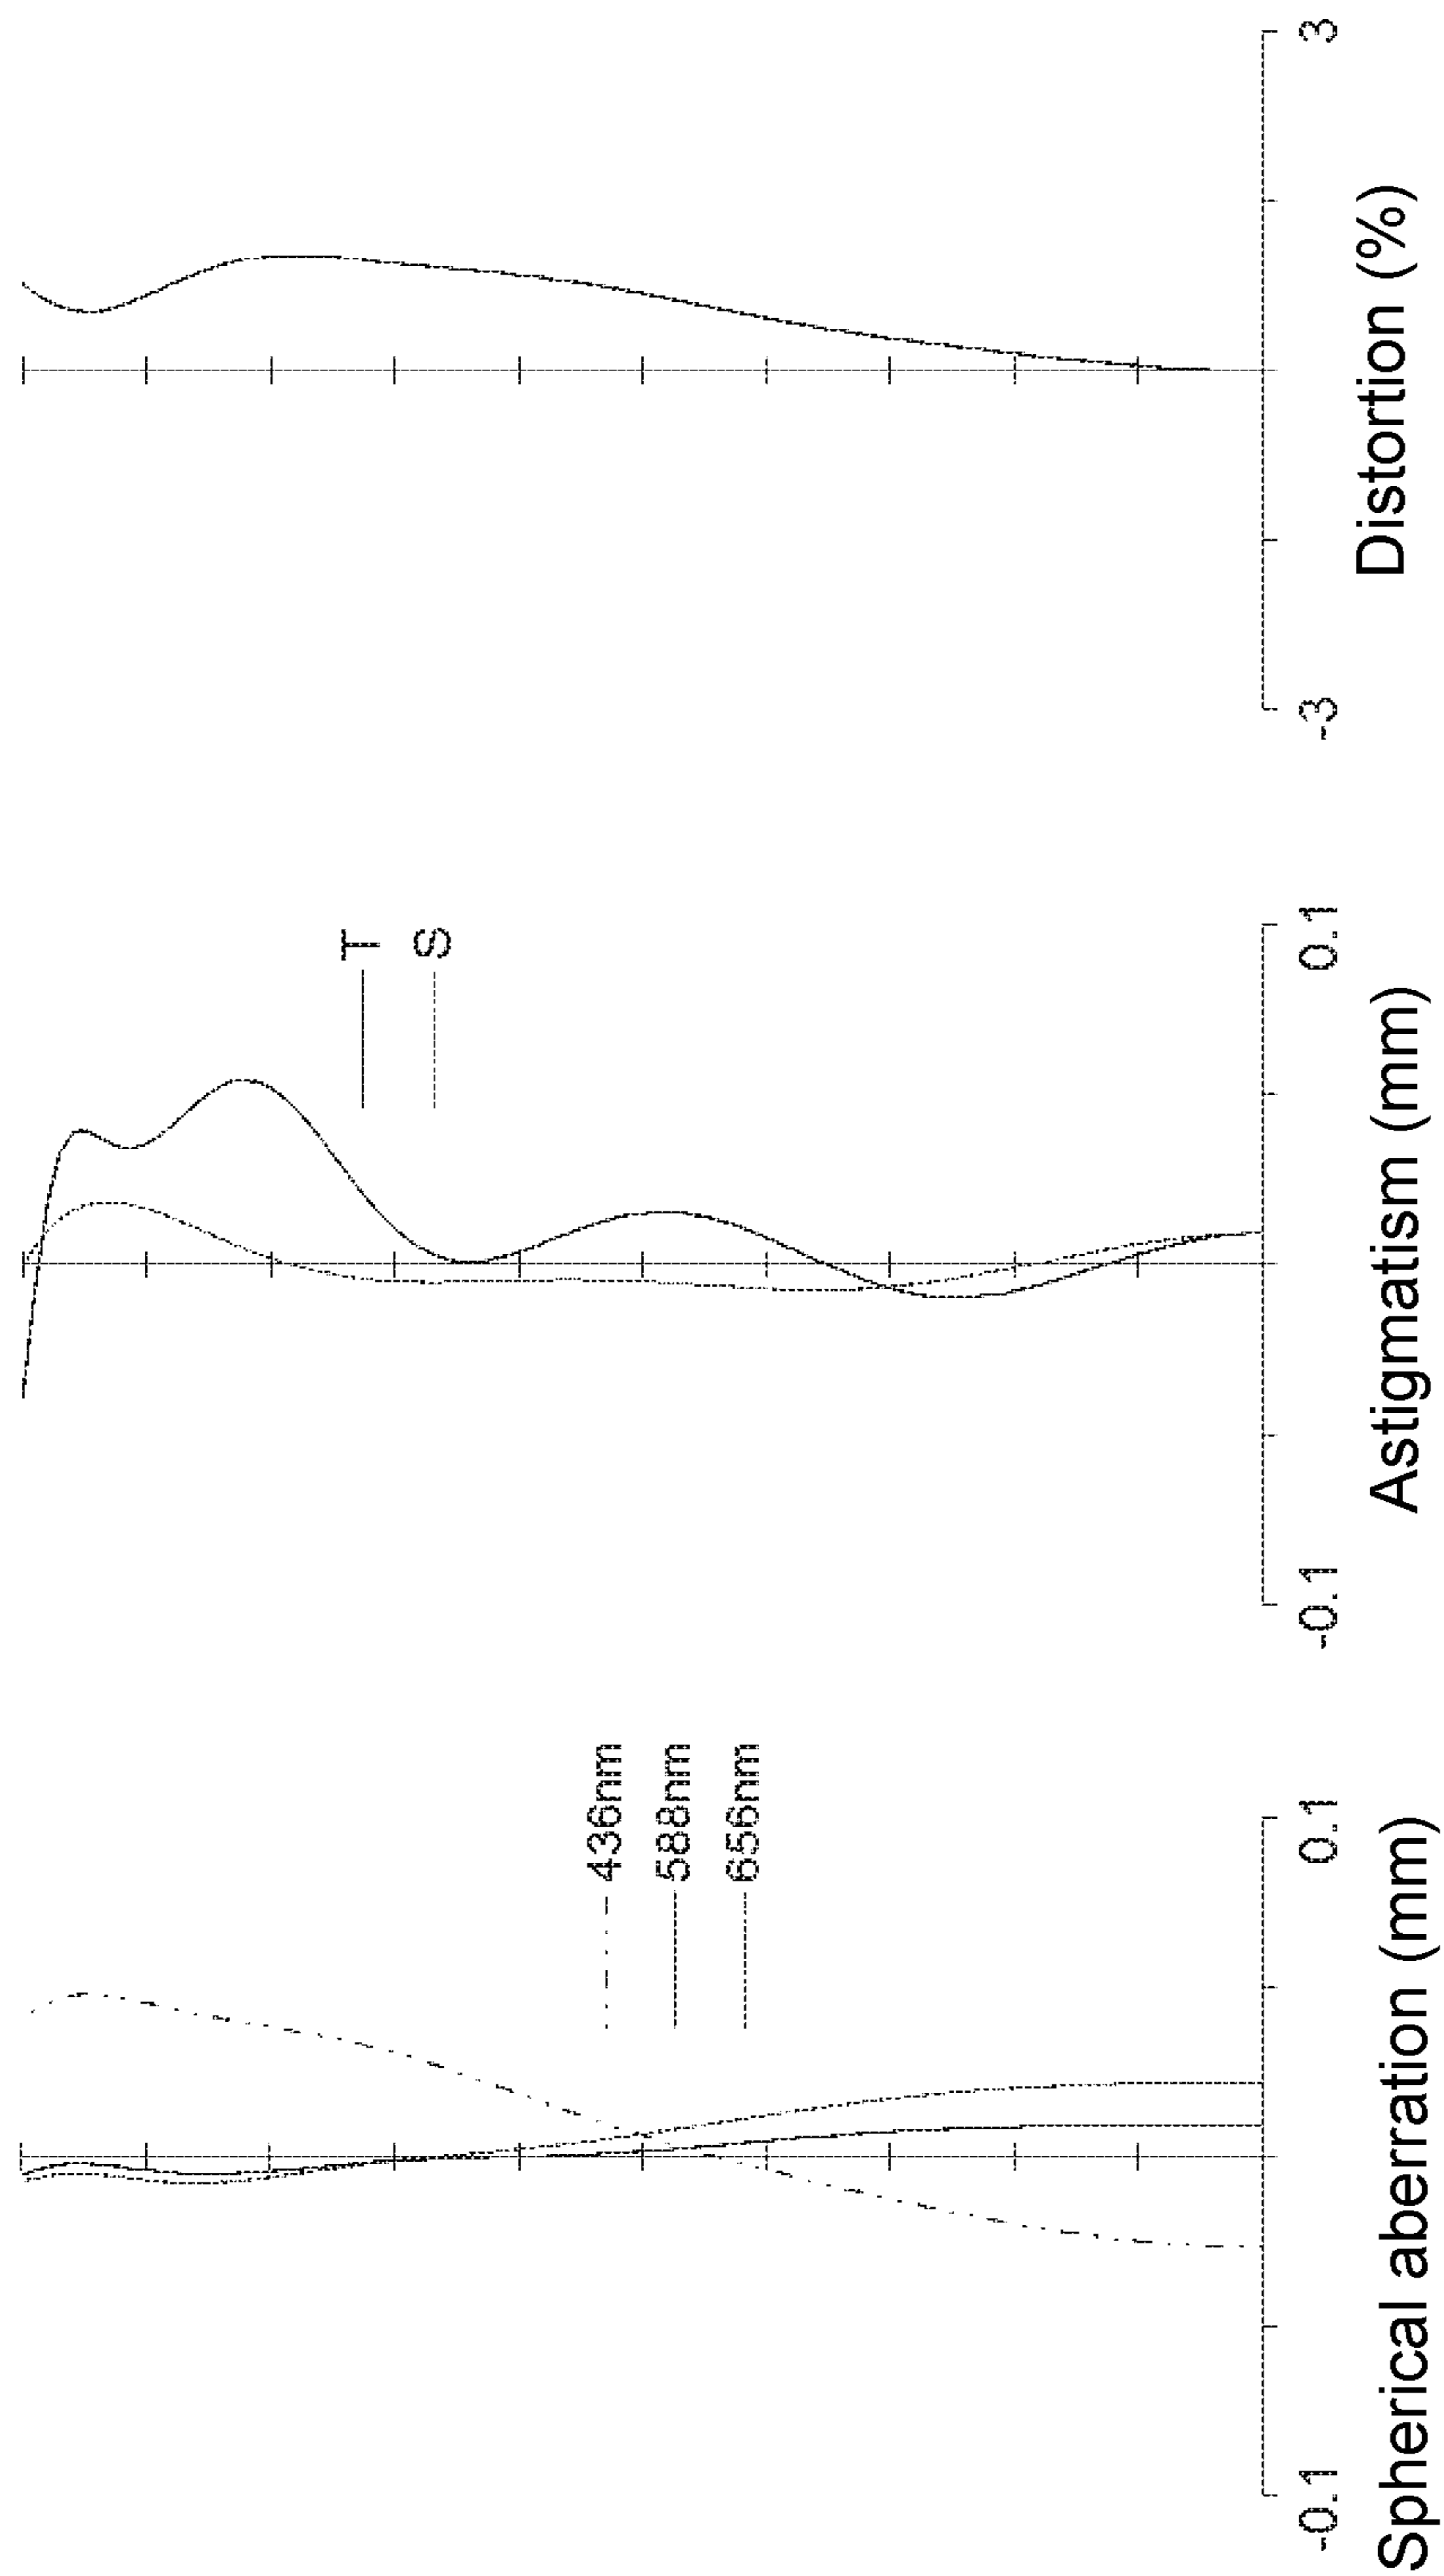 436nm
588nm
656nm
-0.1
0.1
Spherical aberration (mm)
T
S
-0.1
0.1
Astigmatism (mm)
-3
3
Distortion (%)